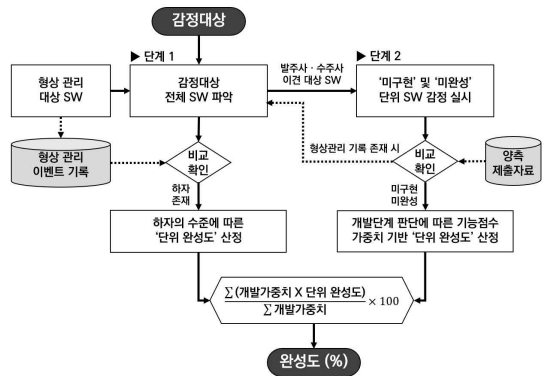 감정대상
▶ 단계 1
▶ 단계 2
형상 관리
대상 SW
감정대상
전체 SW 파악
발주사 · 수주사
이견 대상 SW
‘미구현’ 및 ‘미완성’
단위 SW 감정 실시
형상 관리
이벤트 기록
비교
확인
형상관리 기록 존재 시
비교
확인
양측
제출자료
하자
존재
미구현
미완성
하자의 수준에 따른
‘단위 완성도’ 산정
개발단계 판단에 따른 기능점수
가중치 기반 ‘단위 완성도’ 산정
∑ (개발가중치 X 단위 완성도)
∑ 개발가중치
× 100
완성도 (%)